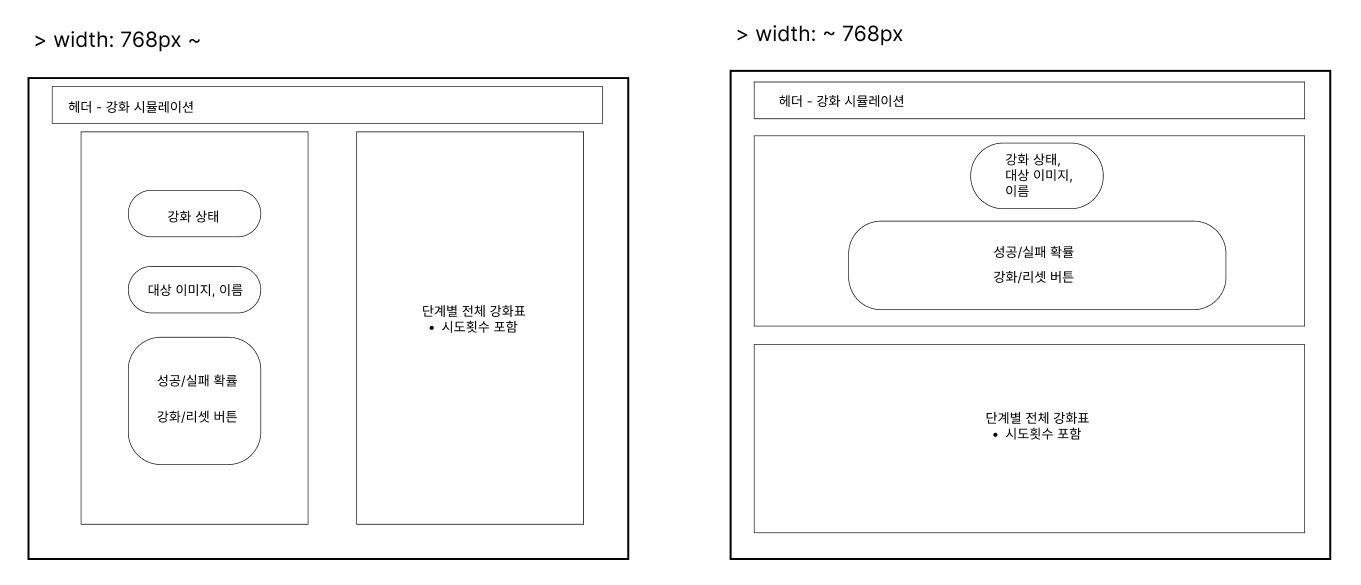 > width: 768px ~
헤더 - 강화 시뮬레이션
강화 상태
대상 이미지, 이름
성공/실패 확률
강화/리셋 버튼
단계별 전체 강화표
• 시도횟수 포함
> width: ~ 768px
헤더 - 강화 시뮬레이션
강화 상태,
대상 이미지,
이름
성공/실패 확률
강화/리셋 버튼
단계별 전체 강화표
• 시도횟수 포함